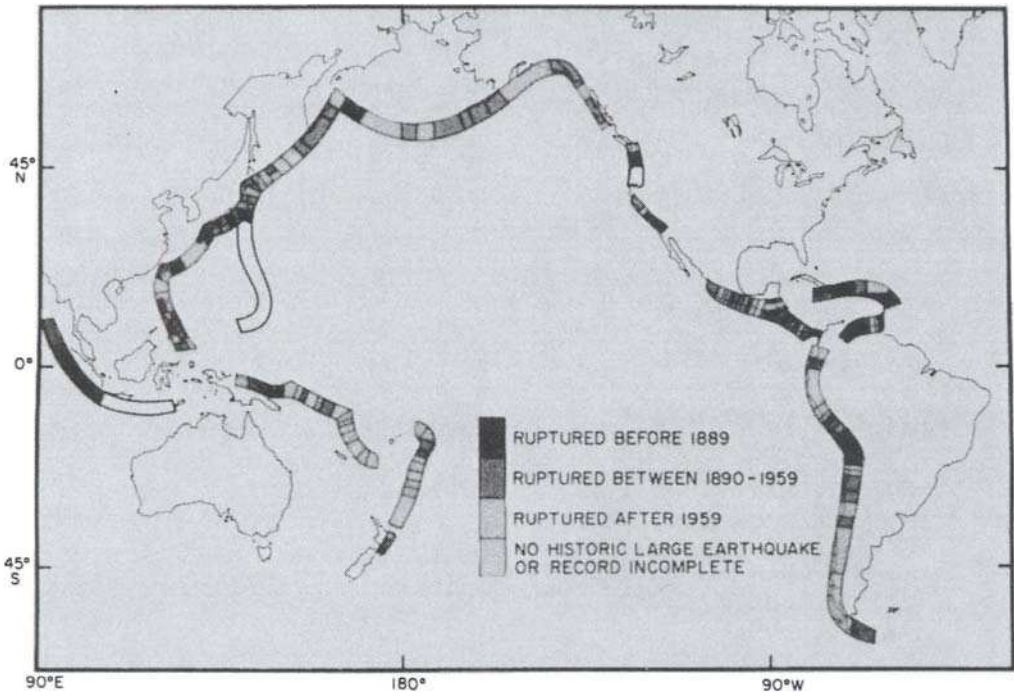 45°
N
0°
45°
S
RUPTURED BEFORE 1889
RUPTURED BETWEEN 1890-1959
RUPTURED AFTER 1959
NO HISTORIC LARGE EARTHQUAKE
OR RECORD INCOMPLETE
90°E
180°
90°W